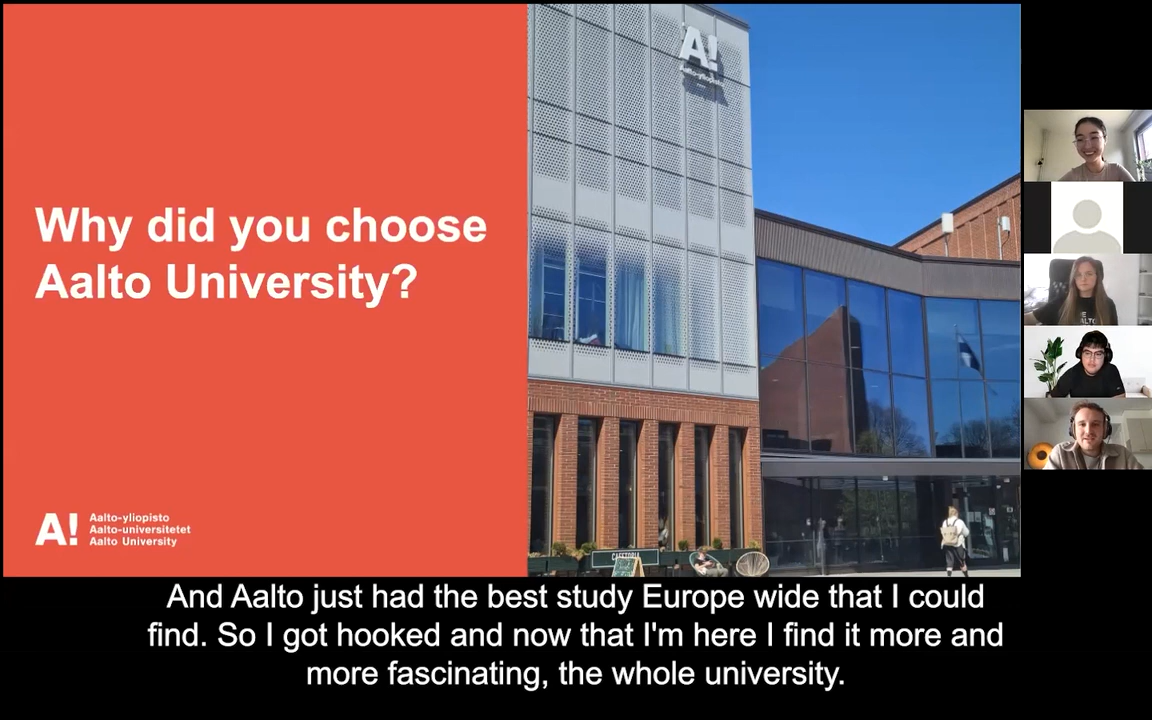 Why did you choose
Aalto University?
A!
Aalto-yliopisto
Aalto-universitetet
Aalto University
A!
Aalto-yliopisto
CAFETORIA
And Aalto just had the best study Europe wide that I could
find. So I got hooked and now that I'm here I find it more and
more fascinating, the whole university.